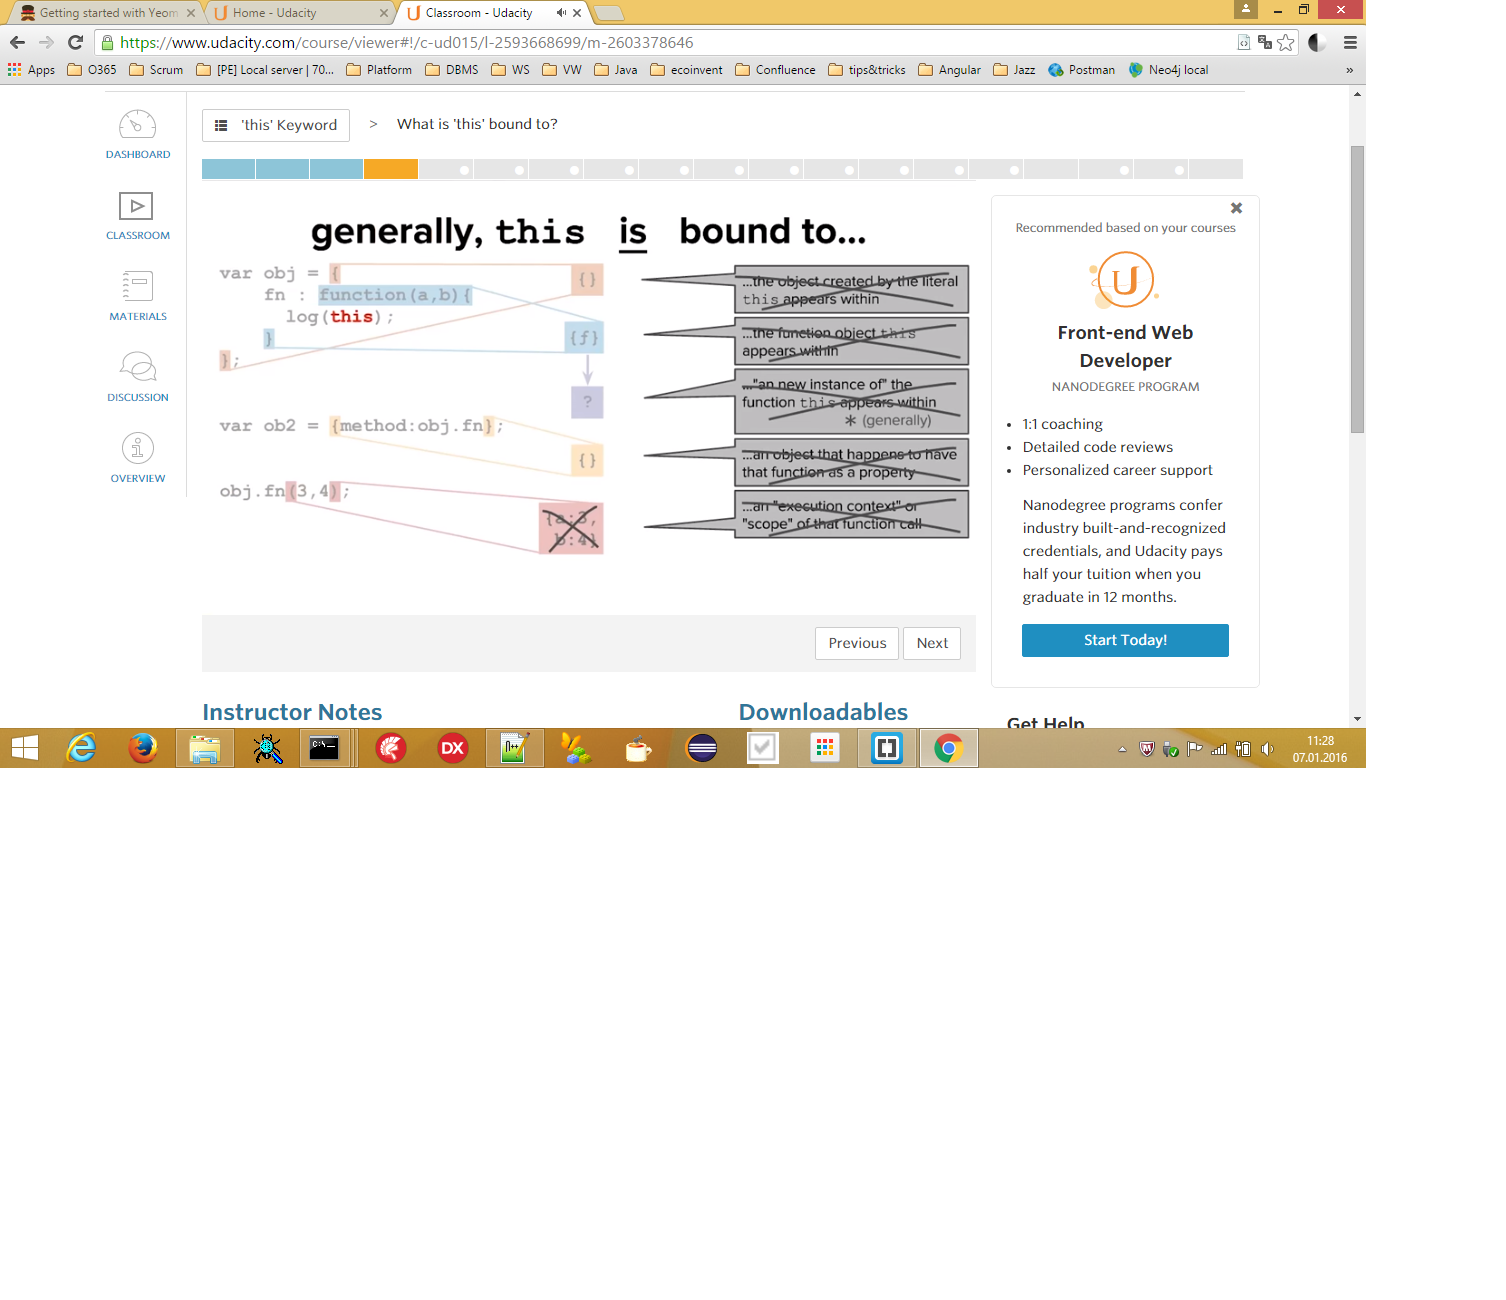 Getting started with Yeom
Home - Udacity
Classroom - Udacity
https://www.udacity.com/course/viewer#!/c-ud015/l-2593668699/m-2603378646
Apps O365 Scrum [PE] Local server | 70... Platform DBMS WS VW Java ecoinvent Confluence tips&tricks Angular Jazz Postman Neo4j local »
DASHBOARD
CLASSROOM
MATERIALS
DISCUSSION
OVERVIEW
'this' Keyword > What is 'this' bound to?
generally, this is bound to...
var obj = {
fn : function(a,b){
log(this);
}
};
var ob2 = {method:obj.fn};
obj.fn(3,4);
{}
{f}
?
{}
{a:3,
b:4}
...the object created by the literal
this appears within
...the function object this
appears within
..."an new instance of" the
function this appears within
* (generally)
...an object that happens to have
that function as a property
...an "execution context" or
"scope" of that function call
Previous Next
Instructor Notes
Downloadables
Recommended based on your courses
U
Front-end Web
Developer
NANODEGREE PROGRAM
• 1:1 coaching
• Detailed code reviews
• Personalized career support
Nanodegree programs confer
industry built-and-recognized
credentials, and Udacity pays
half your tuition when you
graduate in 12 months.
Start Today!
Get Help
C:\._
DX
N++
11:28
07.01.2016